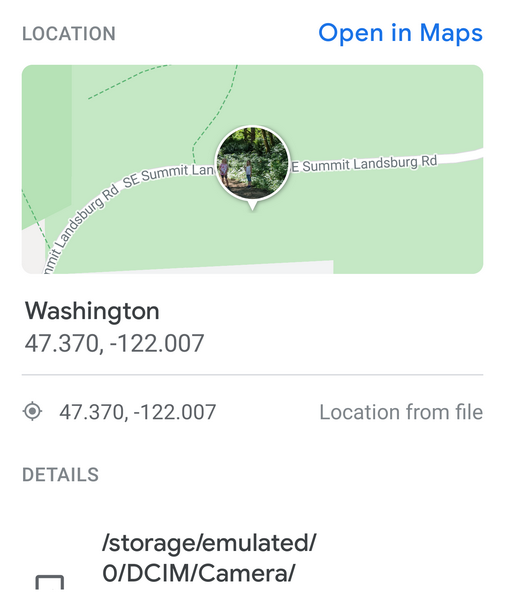 LOCATION
Open in Maps
SE Summit Lan
E Summit Landsburg Rd
mmit Landsburg Rd
Washington
47.370, -122.007
47.370, -122.007
Location from file
DETAILS
/storage/emulated/
0/DCIM/Camera/